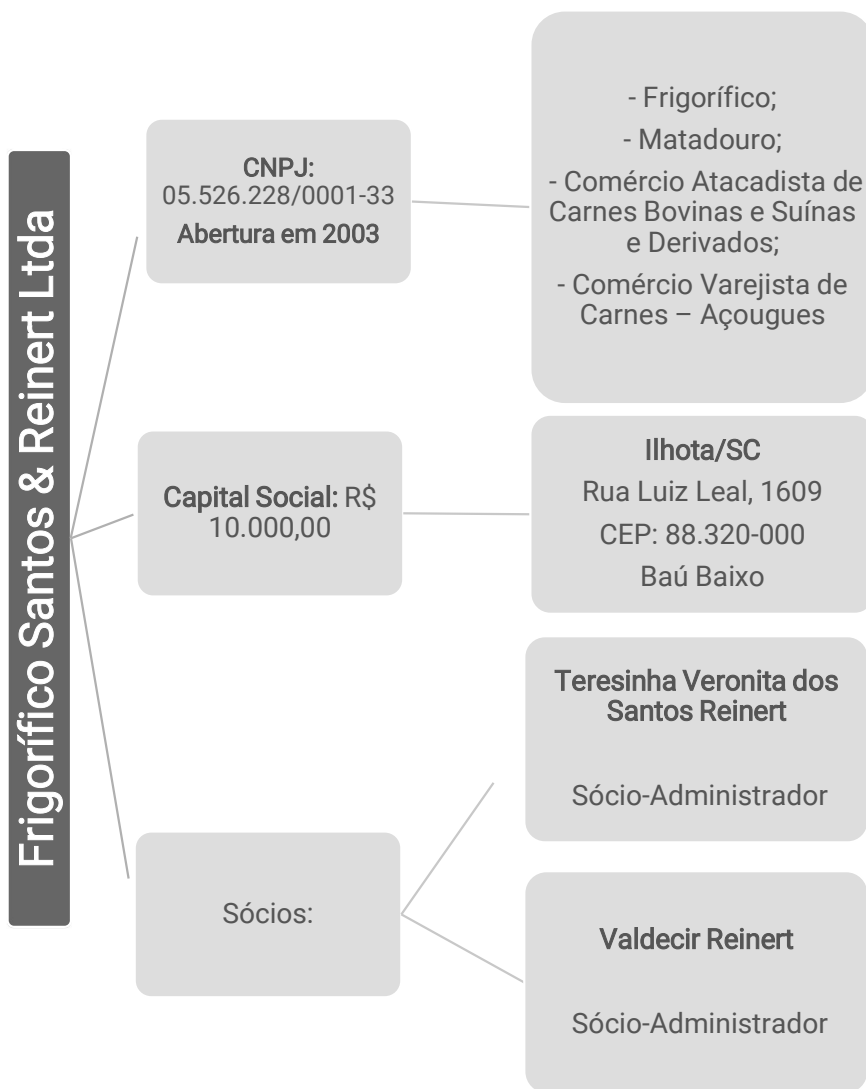 Frigorífico Santos & Reinert Ltda
CNPJ:
05.526.228/0001-33
Abertura em 2003
- Frigorífico;
- Matadouro;
- Comércio Atacadista de
Carnes Bovinas e Suínas
e Derivados;
- Comércio Varejista de
Carnes – Açougues
Capital Social: R$
10.000,00
Ilhota/SC
Rua Luiz Leal, 1609
CEP: 88.320-000
Baú Baixo
Sócios:
Teresinha Veronita dos
Santos Reinert
Sócio-Administrador
Valdecir Reinert
Sócio-Administrador